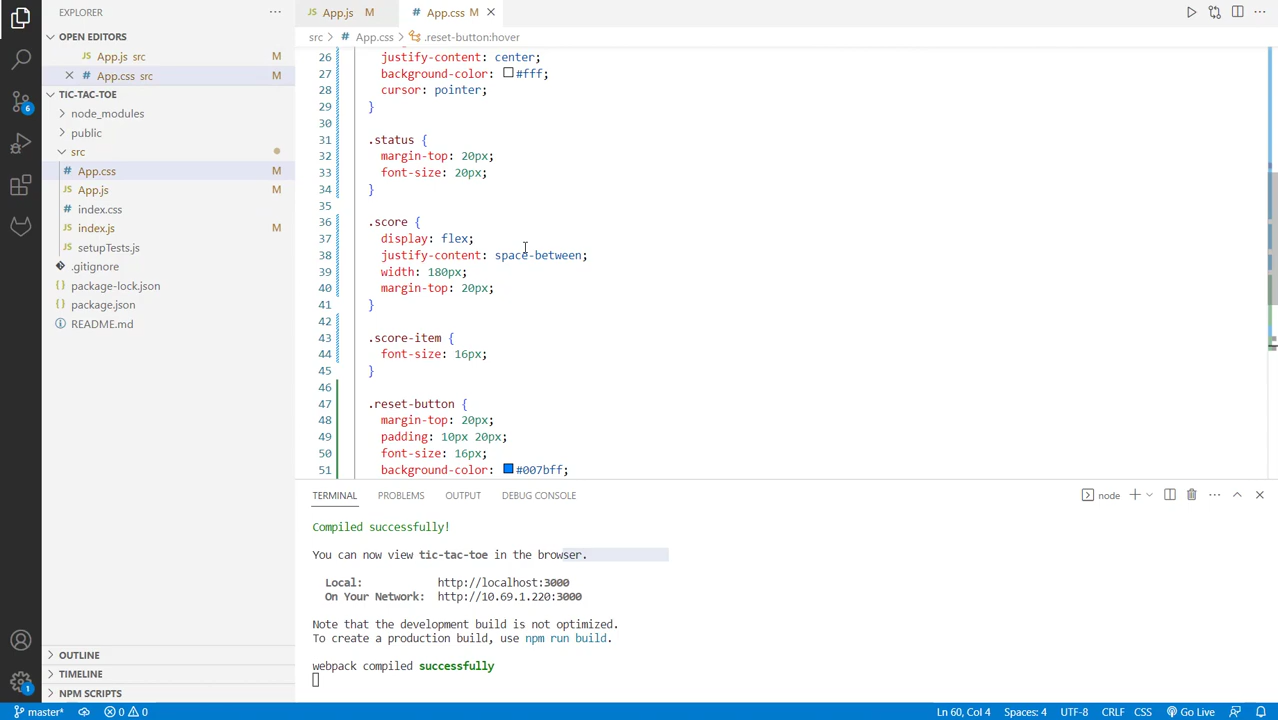 EXPLORER
OPEN EDITORS
App.js src M
App.css src M
TIC-TAC-TOE
node_modules
public
src
App.css M
App.js M
index.css
index.js M
setupTests.js
.gitignore
package-lock.json
package.json
README.md
OUTLINE
TIMELINE
NPM SCRIPTS
6
1
JS App.js M
# App.css M
src > # App.css > .reset-button:hover
26 justify-content: center;
27 background-color: #fff;
28 cursor: pointer;
29 }
30
31 .status {
32 margin-top: 20px;
33 font-size: 20px;
34 }
35
36 .score {
37 display: flex;
38 justify-content: space-between;
39 width: 180px;
40 margin-top: 20px;
41 }
42
43 .score-item {
44 font-size: 16px;
45 }
46
47 .reset-button {
48 margin-top: 20px;
49 padding: 10px 20px;
50 font-size: 16px;
51 background-color: #007bff;
TERMINAL PROBLEMS OUTPUT DEBUG CONSOLE
node
Compiled successfully!
You can now view tic-tac-toe in the browser.
Local: http://localhost:3000
On Your Network: http://10.69.1.220:3000
Note that the development build is not optimized.
To create a production build, use npm run build.
webpack compiled successfully
master* 0 0 Ln 60, Col 4 Spaces: 4 UTF-8 CRLF CSS Go Live